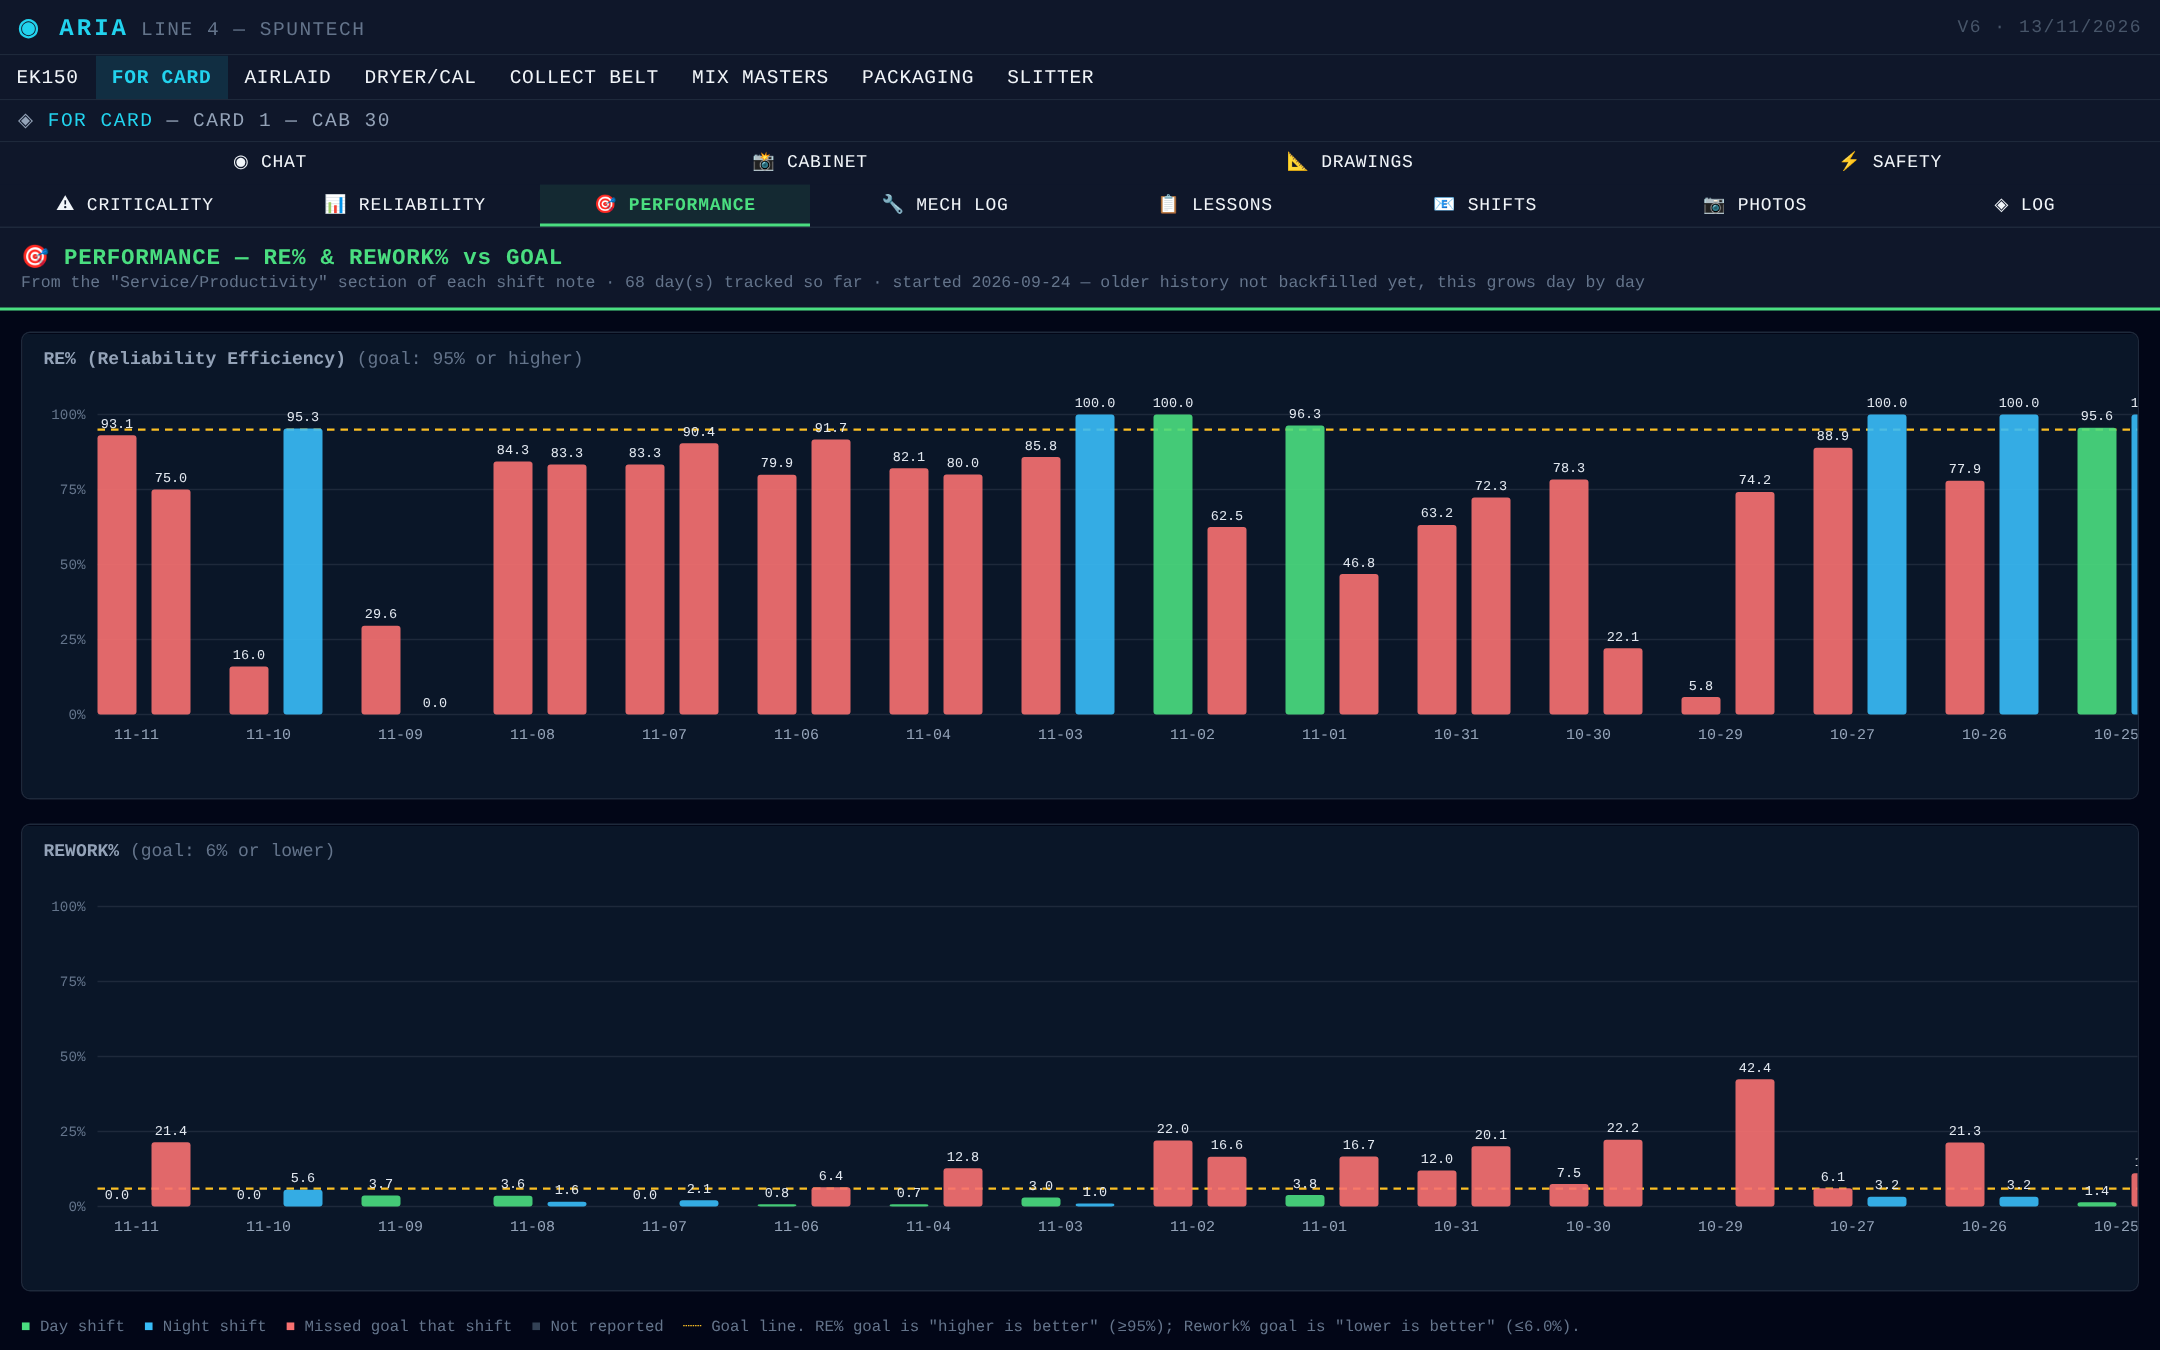 ◉ ARIA LINE 4 — SPUNTECH
V6 · 13/11/2026
EK150 FOR CARD AIRLAID DRYER/CAL COLLECT BELT MIX MASTERS PACKAGING SLITTER
◈ FOR CARD — CARD 1 — CAB 30
◉ CHAT 📸 CABINET 📐 DRAWINGS ⚡ SAFETY
⚠ CRITICALITY 📊 RELIABILITY 🎯 PERFORMANCE 🔧 MECH LOG 📋 LESSONS 📧 SHIFTS 📷 PHOTOS ◈ LOG
🎯 PERFORMANCE — RE% & REWORK% vs GOAL
From the "Service/Productivity" section of each shift note · 68 day(s) tracked so far · started 2026-09-24 — older history not backfilled yet, this grows day by day
RE% (Reliability Efficiency) (goal: 95% or higher)
100%
75%
50%
25%
0%
93.1 75.0 16.0 95.3 29.6 0.0 84.3 83.3 83.3 90.4 79.9 91.7 82.1 80.0 85.8 100.0 100.0 62.5 96.3 46.8 63.2 72.3 78.3 22.1 5.8 74.2 88.9 100.0 77.9 100.0 95.6
11-11 11-10 11-09 11-08 11-07 11-06 11-04 11-03 11-02 11-01 10-31 10-30 10-29 10-27 10-26 10-25
REWORK% (goal: 6% or lower)
100%
75%
50%
25%
0%
0.0 21.4 0.0 5.6 3.7 3.6 1.6 0.0 2.1 0.8 6.4 0.7 12.8 3.0 1.0 22.0 16.6 3.8 16.7 12.0 20.1 7.5 22.2 42.4 6.1 3.2 21.3 3.2 1.4
11-11 11-10 11-09 11-08 11-07 11-06 11-04 11-03 11-02 11-01 10-31 10-30 10-29 10-27 10-26 10-25
Day shift Night shift Missed goal that shift Not reported Goal line. RE% goal is "higher is better" (≥95%); Rework% goal is "lower is better" (≤6.0%).